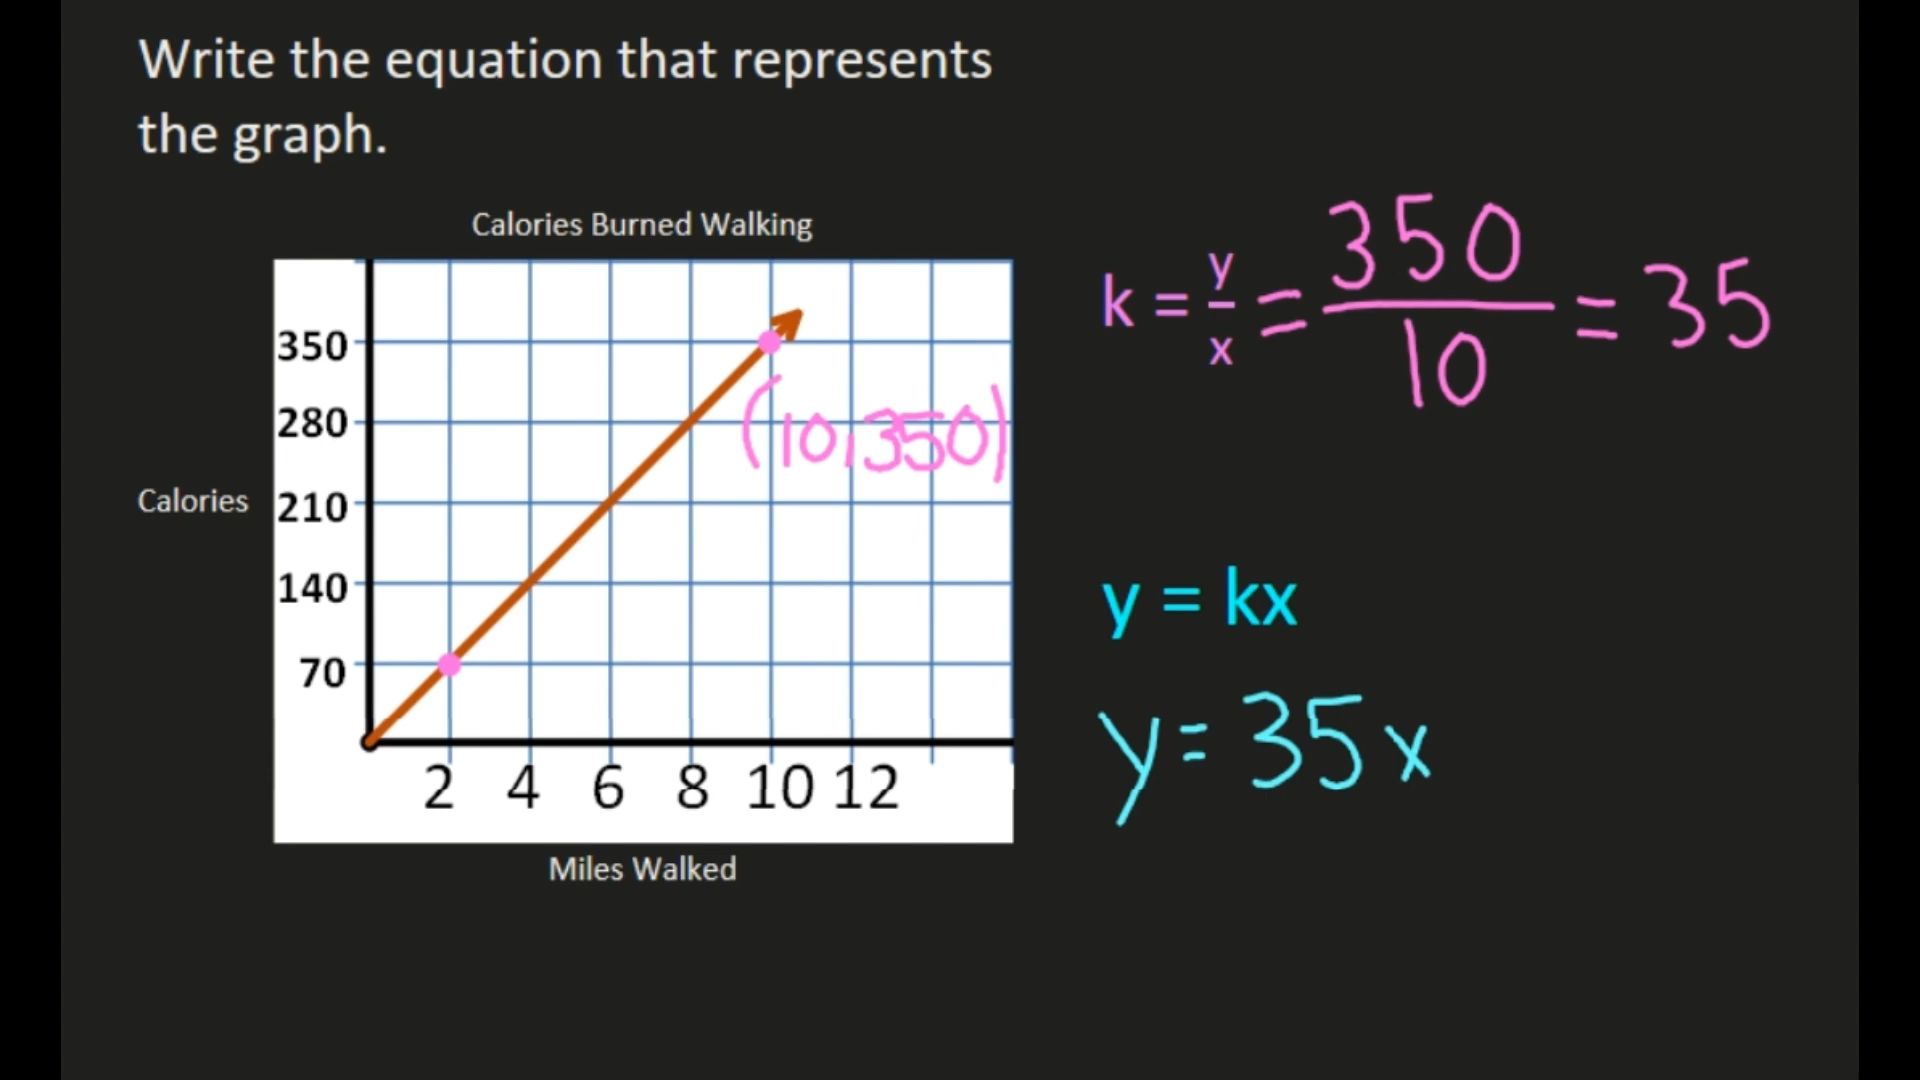 Write the equation that represents
the graph.
Calories Burned Walking
350
280
210
140
70
Calories
(10,350)
2 4 6 8 10 12
Miles Walked
k = y/x = 350/10 = 35
y = kx
y = 35x